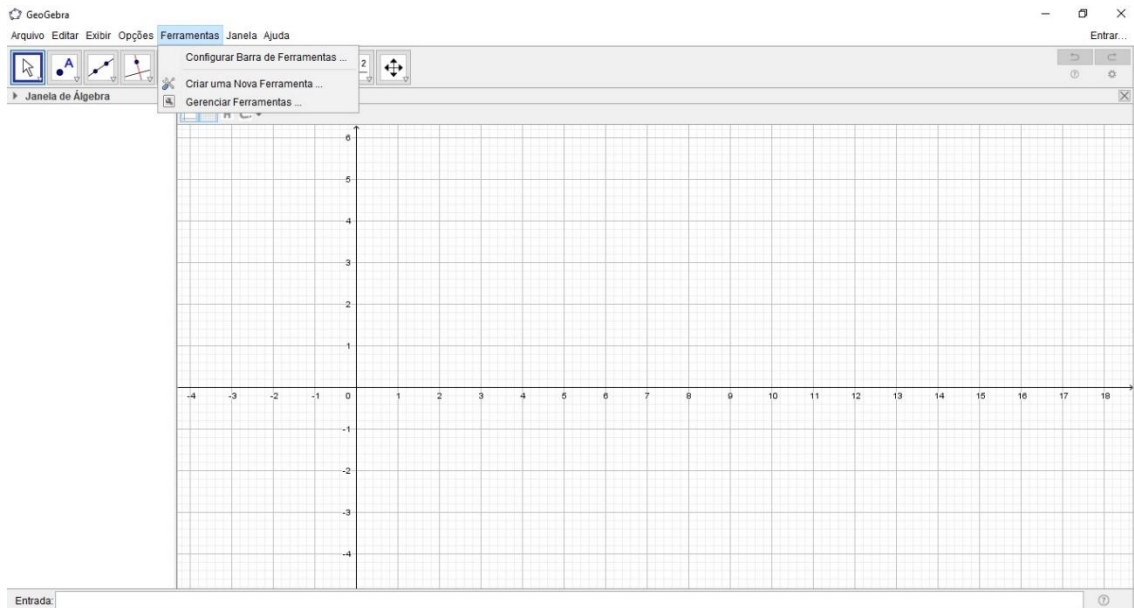 GeoGebra
Arquivo Editar Exibir Opções Ferramentas Janela Ajuda Entrar...
Configurar Barra de Ferramentas ...
A 2
Criar uma Nova Ferramenta ...
Janela de Álgebra
Gerenciar Ferramentas ...
6
5
4
3
2
1
-4 -3 -2 -1 0 1 2 3 4 5 6 7 8 9 10 11 12 13 14 15 16 17 18
-1
-2
-3
-4
Entrada: